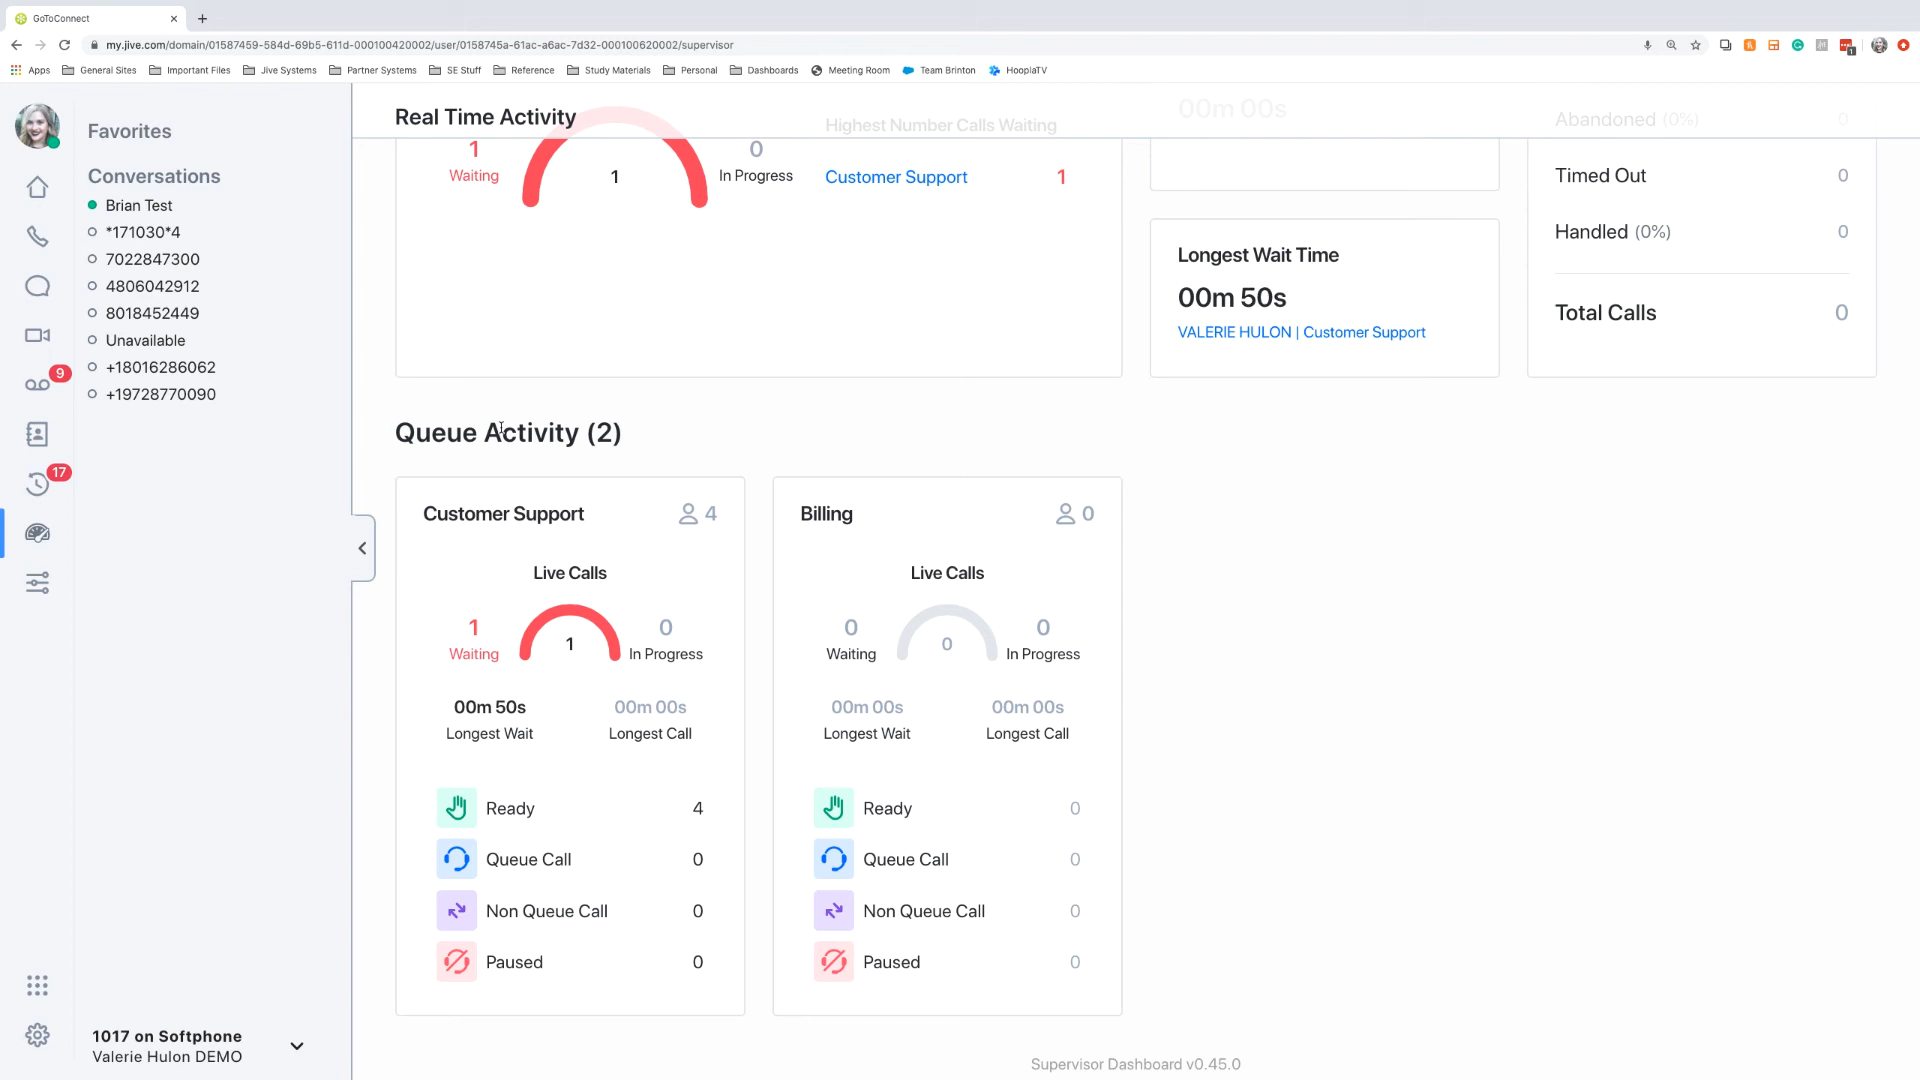 GoToConnect
my.jive.com/domain/01587459-584d-69b5-611d-000100420002/user/0158745a-61ac-a6ac-7d32-000100620002/supervisor
Apps General Sites Important Files Jive Systems Partner Systems SE Stuff Reference Study Materials Personal Dashboards Meeting Room Team Brinton HooplaTV
Favorites
Conversations
Brian Test
*171030*4
7022847300
4806042912
8018452449
Unavailable
+18016286062
+19728770090
9
17
1017 on Softphone
Valerie Hulon DEMO
Real Time Activity
1
Waiting
1
0
In Progress
Highest Number Calls Waiting
Customer Support 1
00m 00s
Longest Wait Time
00m 50s
VALERIE HULON | Customer Support
Abandoned (0%) 0
Timed Out 0
Handled (0%) 0
Total Calls 0
Queue Activity (2)
Customer Support 4
Live Calls
1
Waiting
1
0
In Progress
00m 50s
Longest Wait
00m 00s
Longest Call
Ready 4
Queue Call 0
Non Queue Call 0
Paused 0
Billing 0
Live Calls
0
Waiting
0
0
In Progress
00m 00s
Longest Wait
00m 00s
Longest Call
Ready 0
Queue Call 0
Non Queue Call 0
Paused 0
Supervisor Dashboard v0.45.0